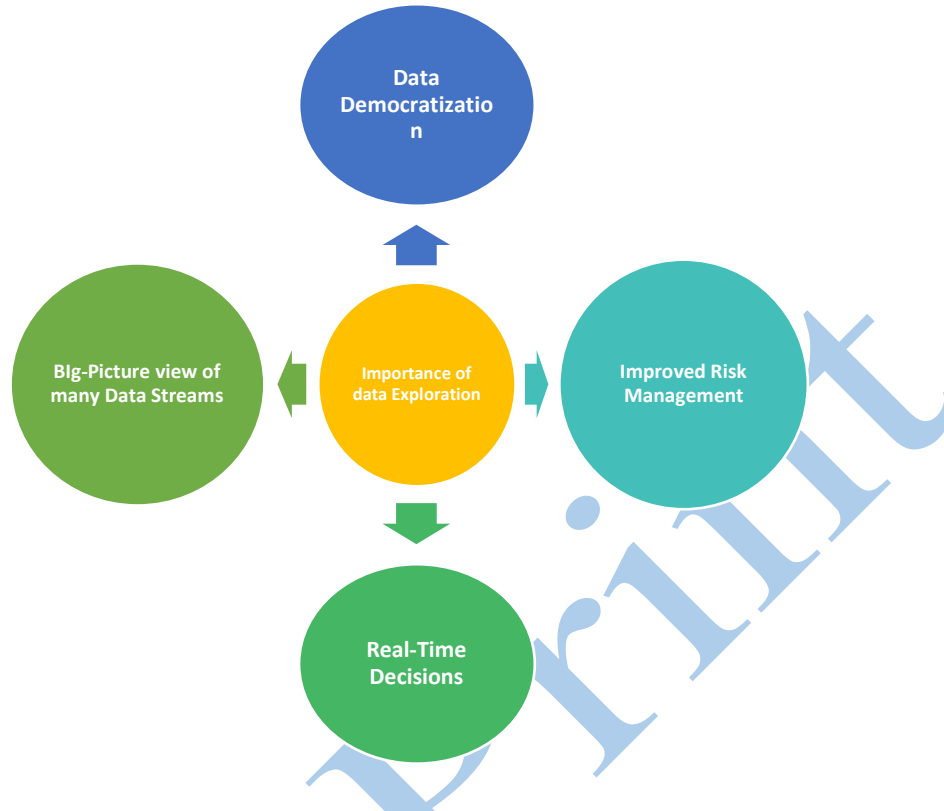 Data
Democratizatio
n
BIg-Picture view of
many Data Streams
Importance of
data Exploration
Improved Risk
Management
Real-Time
Decisions
Print